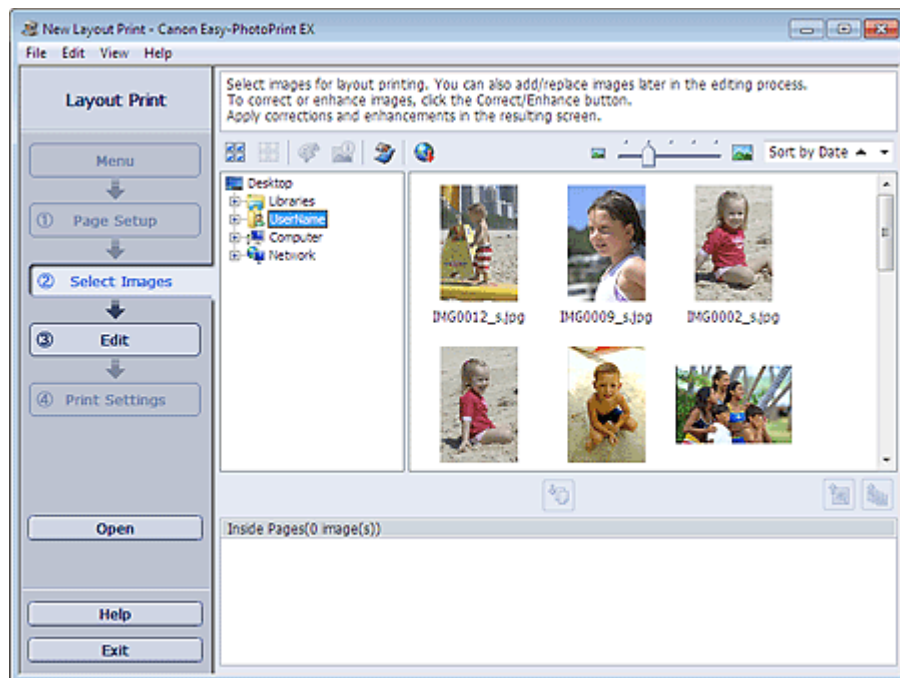 New Layout Print - Canon Easy-PhotoPrint EX
File Edit View Help
Layout Print
Select images for layout printing. You can also add/replace images later in the editing process.
To correct or enhance images, click the Correct/Enhance button.
Apply corrections and enhancements in the resulting screen.
Menu
① Page Setup
② Select Images
③ Edit
④ Print Settings
Open
Help
Exit
Sort by Date
Desktop
Libraries
UserName
Computer
Network
IMG0012_s.jpg IMG0009_s.jpg IMG0002_s.jpg
Inside Pages(0 image(s))